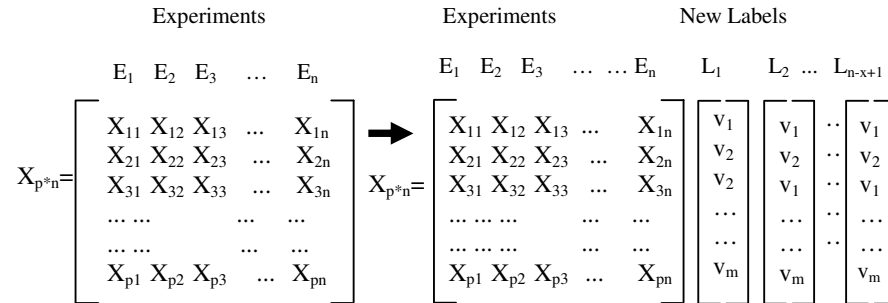 Experiments Experiments New Labels
E1 E2 E3 … En E1 E2 E3 … … En L1 L2 ... Ln-x+1
X11 X12 X13 ... X1n X11 X12 X13 ... X1n v1 v1 ·· v1
X21 X22 X23 ... X2n X21 X22 X23 ... X2n v2 v2 ·· v2
Xp*n= X31 X32 X33 ... X3n Xp*n= X31 X32 X33 ... X3n v2 v1 ·· v1
... ... ... ... ... ... ... ... … … ·· …
... ... ... ... ... ... ... ... … … ·· …
Xp1 Xp2 Xp3 ... Xpn Xp1 Xp2 Xp3 ... Xpn vm vm vm